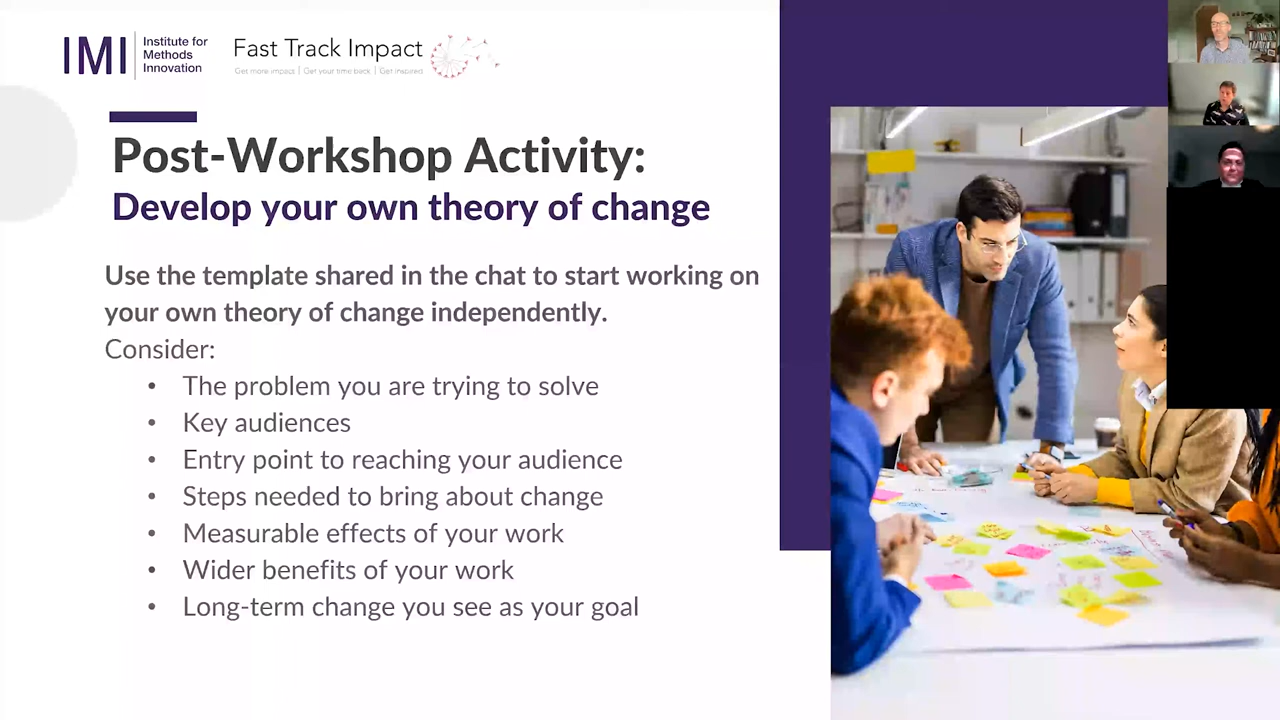 IMI
Institute for
Methods
Innovation
Fast Track Impact
Get more impact | Get your time back | Get inspired
Post-Workshop Activity:
Develop your own theory of change
Use the template shared in the chat to start working on
your own theory of change independently.
Consider:
• The problem you are trying to solve
• Key audiences
• Entry point to reaching your audience
• Steps needed to bring about change
• Measurable effects of your work
• Wider benefits of your work
• Long-term change you see as your goal